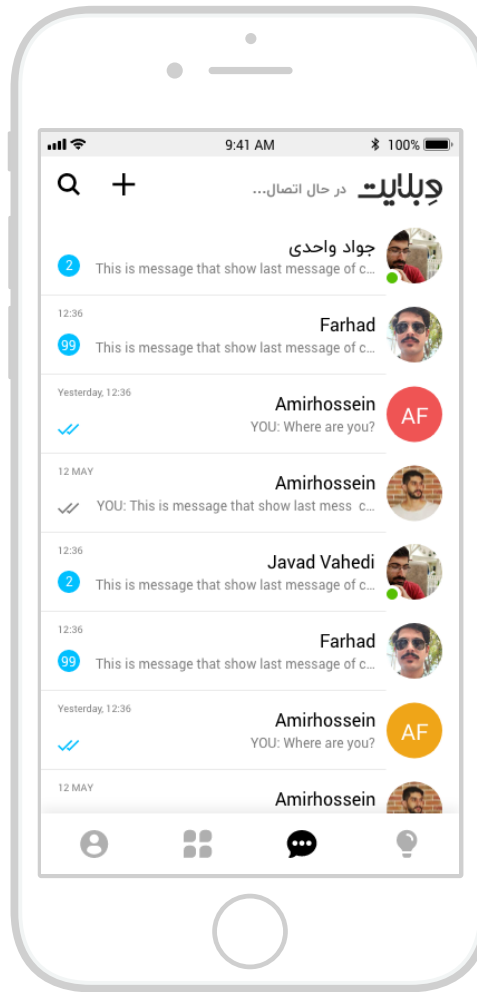 9:41 AM
100%
وبلایت در حال اتصال...
جواد واحدی
2 This is message that show last message of c...
12:36
Farhad
99 This is message that show last message of c...
Yesterday, 12:36
Amirhossein
AF
YOU: Where are you?
12 MAY
Amirhossein
YOU: This is message that show last mess c...
12:36
Javad Vahedi
2 This is message that show last message of c...
12:36
Farhad
99 This is message that show last message of c...
Yesterday, 12:36
Amirhossein
AF
YOU: Where are you?
12 MAY
Amirhossein